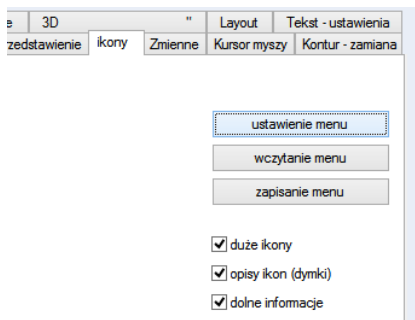 e 3D " Layout Tekst - ustawienia
rzedstawienie ikony Zmienne Kursor myszy Kontur - zamiana
ustawienie menu
wczytanie menu
zapisanie menu
duże ikony
opisy ikon (dymki)
dolne informacje